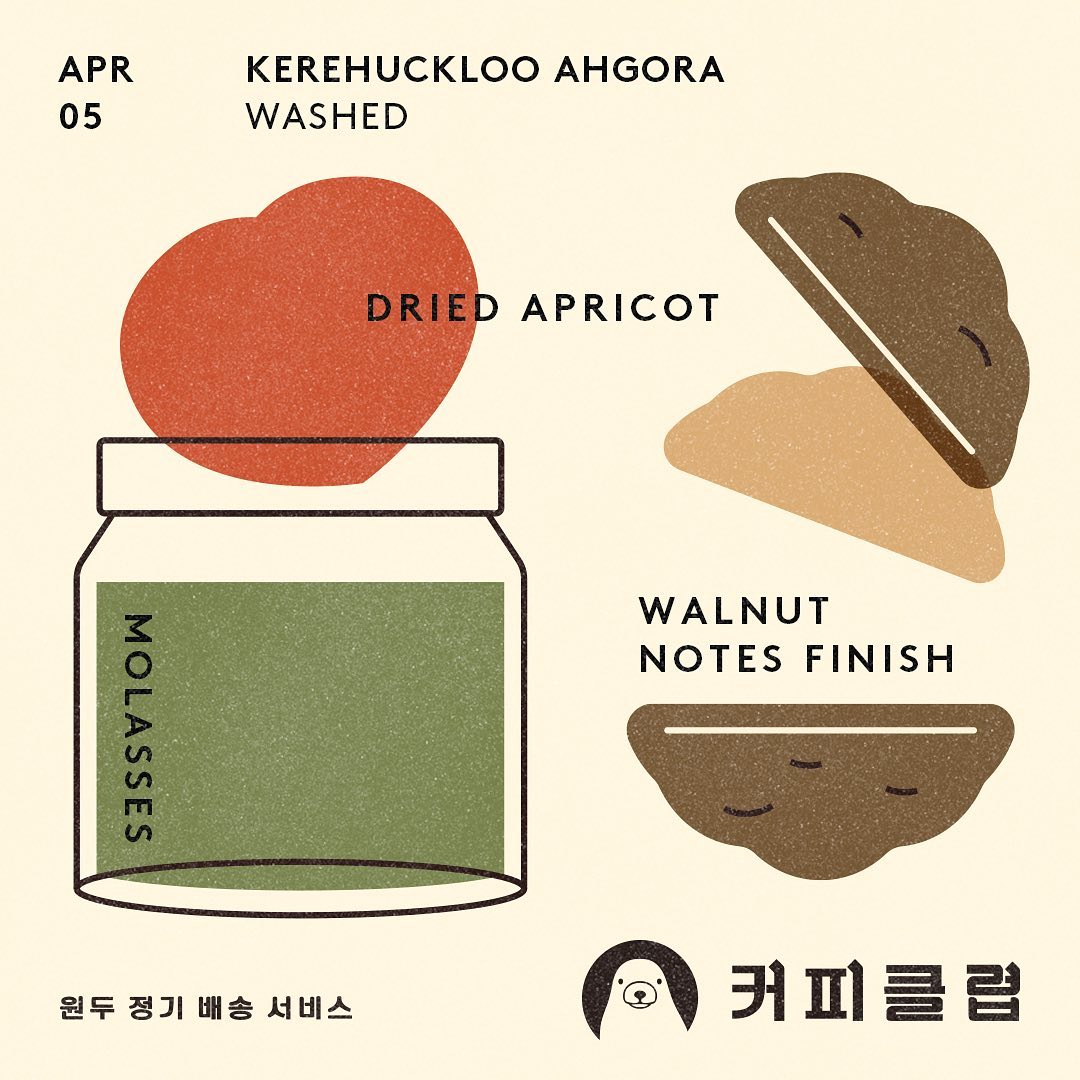 APR
05
KEREHUCKLOO AHGORA
WASHED
DRIED APRICOT
WALNUT
NOTES FINISH
MOLASSES
원두 정기 배송 서비스
커피클럽